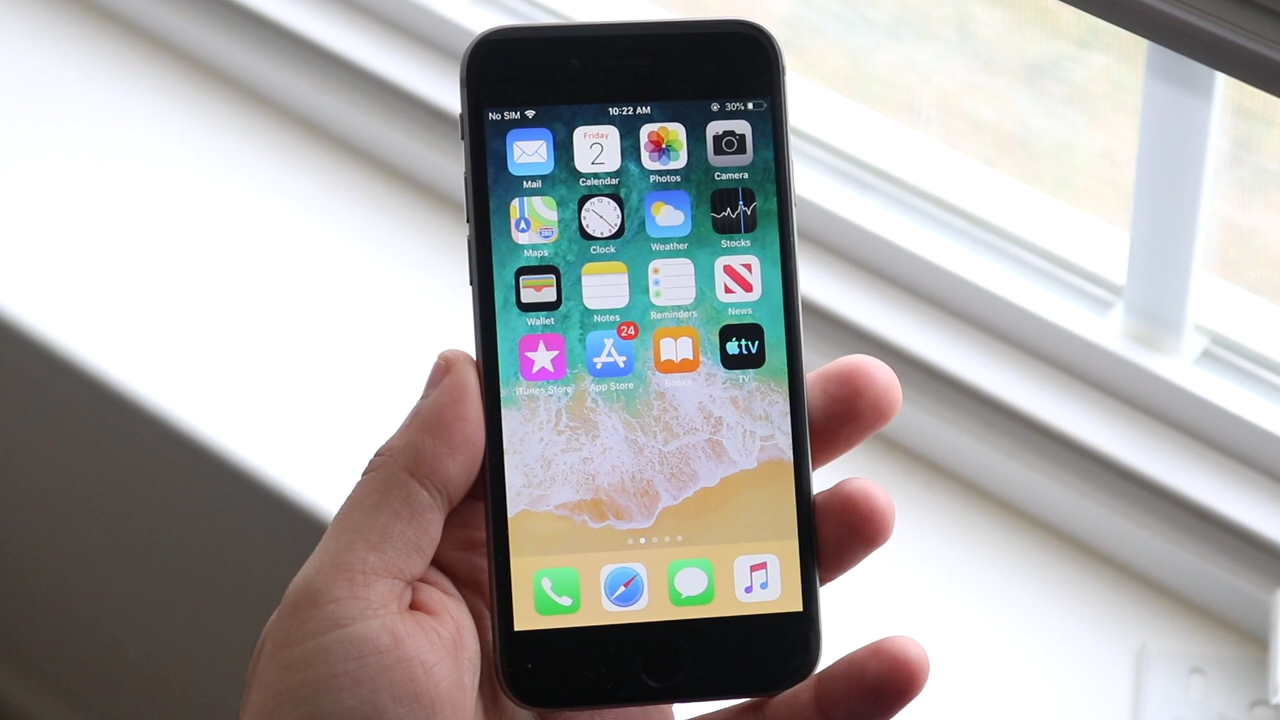 No SIM 10:22 AM 30%
Friday
2
Mail Calendar Photos Camera
280
Maps Clock Weather Stocks
Wallet Notes Reminders News
24
tv
iTunes Store App Store Books TV